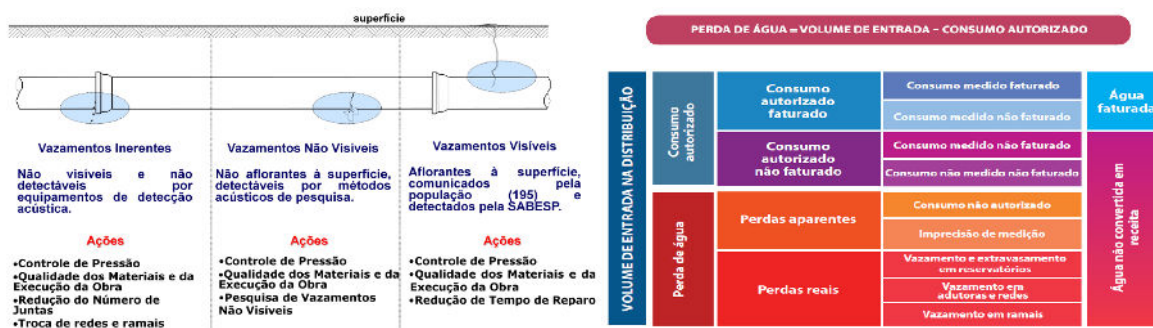 superfície
Vazamentos Inerentes
Não visiveis e não
detectáveis por
equipamentos de detecção
acústica.
Ações
•Controle de Pressão
•Qualidade dos Materiais e da
Execução da Obra
•Redução do Número de
Juntas
•Troca de redes e ramais
Vazamentos Não Visiveis
Não aflorantes à superfície,
detectáveis por métodos
acústicos de pesquisa.
Ações
•Controle de Pressão
•Qualidade dos Materiais e da
Execução da Obra
•Pesquisa de Vazamentos
Não Visíveis
Vazamentos Visíveis
Aflorantes à superfície,
comunicados pela
população (195) e
detectados pela SABESP.
Ações
•Controle de Pressão
•Qualidade dos Materiais e da
Execução da Obra
•Redução de Tempo de Reparo
PERDA DE ÁGUA = VOLUME DE ENTRADA – CONSUMO AUTORIZADO
VOLUME DE ENTRADA NA DISTRIBUIÇÃO
Consumo
autorizado
Consumo
autorizado
faturado
Consumo medido faturado
Consumo medido não faturado
Água
faturada
Consumo
autorizado
não faturado
Consumo medido não faturado
Consumo não medido não faturado
Água não convertida em
receita
Perda de água
Perdas aparentes
Consumo não autorizado
Imprecisão de medição
Perdas reais
Vazamento e extravasamento
em reservatórios
Vazamento em
adutoras e redes
Vazamento em ramais